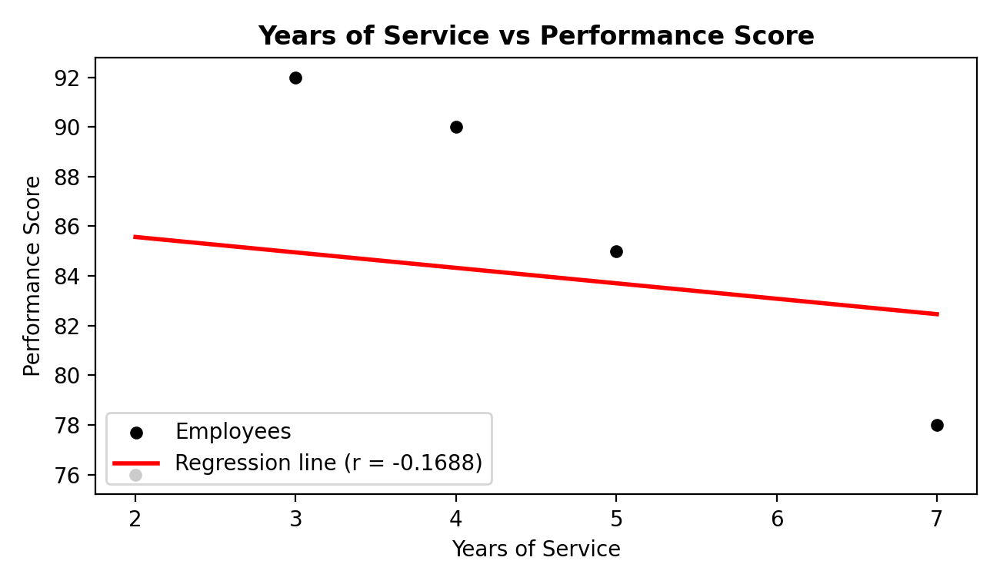 Years of Service vs Performance Score
92
90
88
86
84
82
80
78
76
Performance Score
Employees
Regression line (r = -0.1688)
2 3 4 5 6 7
Years of Service